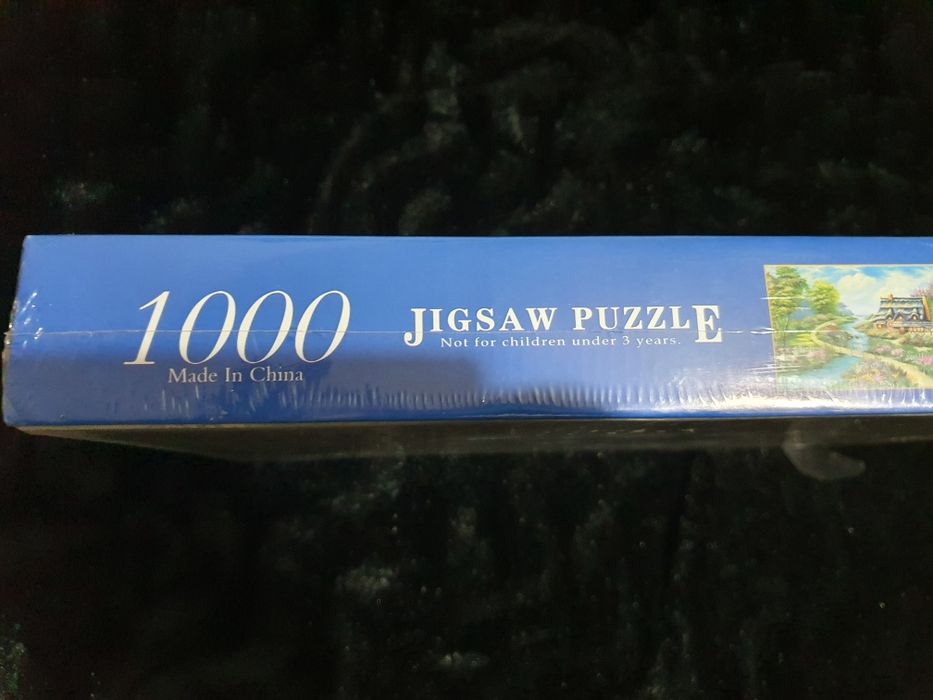 1000
Made In China
JIGSAW PUZZLE
Not for children under 3 years.